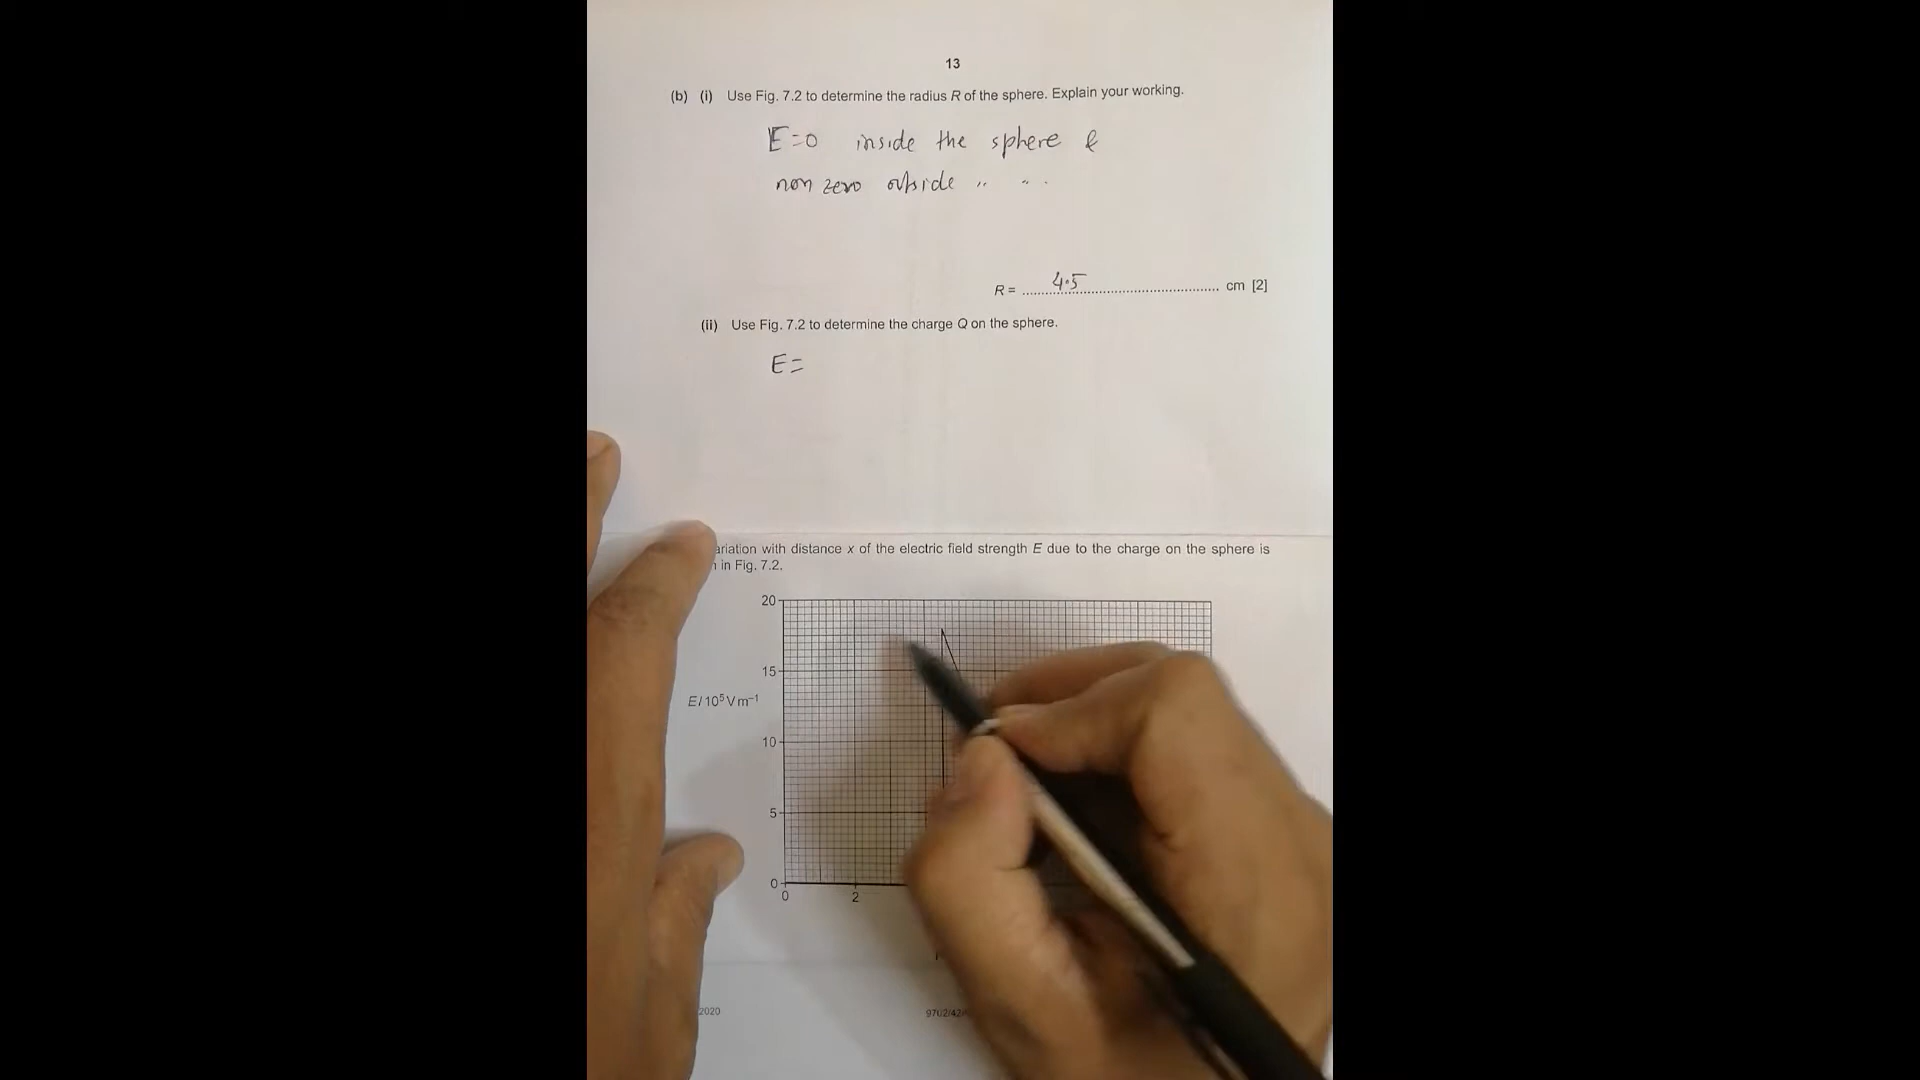 13
(b) (i) Use Fig. 7.2 to determine the radius R of the sphere. Explain your working.
E=0 inside the sphere &
non zero outside " "
R = 4.5 cm [2]
(ii) Use Fig. 7.2 to determine the charge Q on the sphere.
E=
ariation with distance x of the electric field strength E due to the charge on the sphere is
in Fig. 7.2.
20
15
E/10⁵Vm⁻¹
10
5
0
0 2
2020 9702/42/